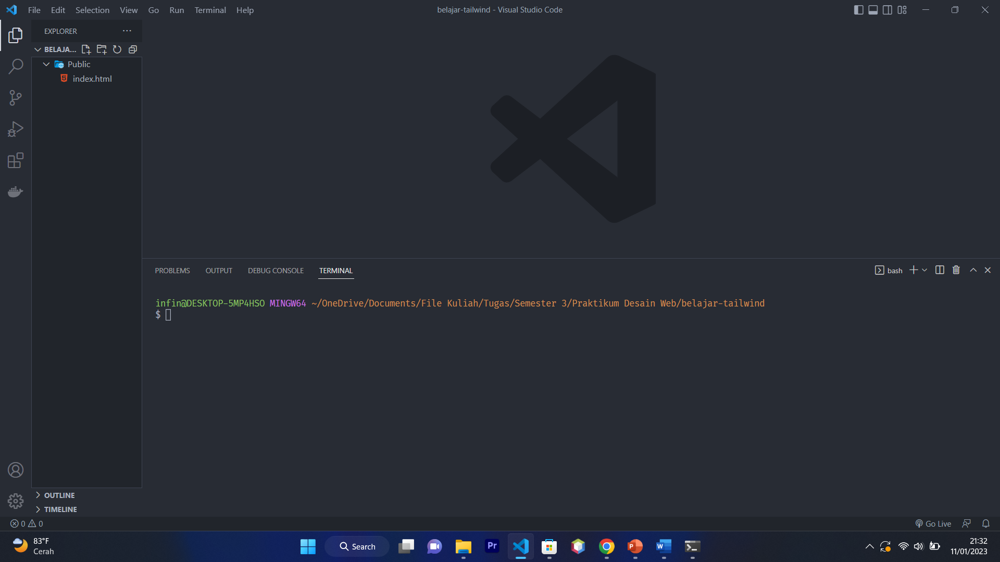 File Edit Selection View Go Run Terminal Help
belajar-tailwind - Visual Studio Code
EXPLORER
BELAJA...
Public
index.html
PROBLEMS OUTPUT DEBUG CONSOLE TERMINAL
bash
infin@DESKTOP-5MP4HSO MINGW64 ~/OneDrive/Documents/File Kuliah/Tugas/Semester 3/Praktikum Desain Web/belajar-tailwind
$
OUTLINE
TIMELINE
0 0
Go Live
83°F
Cerah
Search
Pr
P
W
21:32
11/01/2023